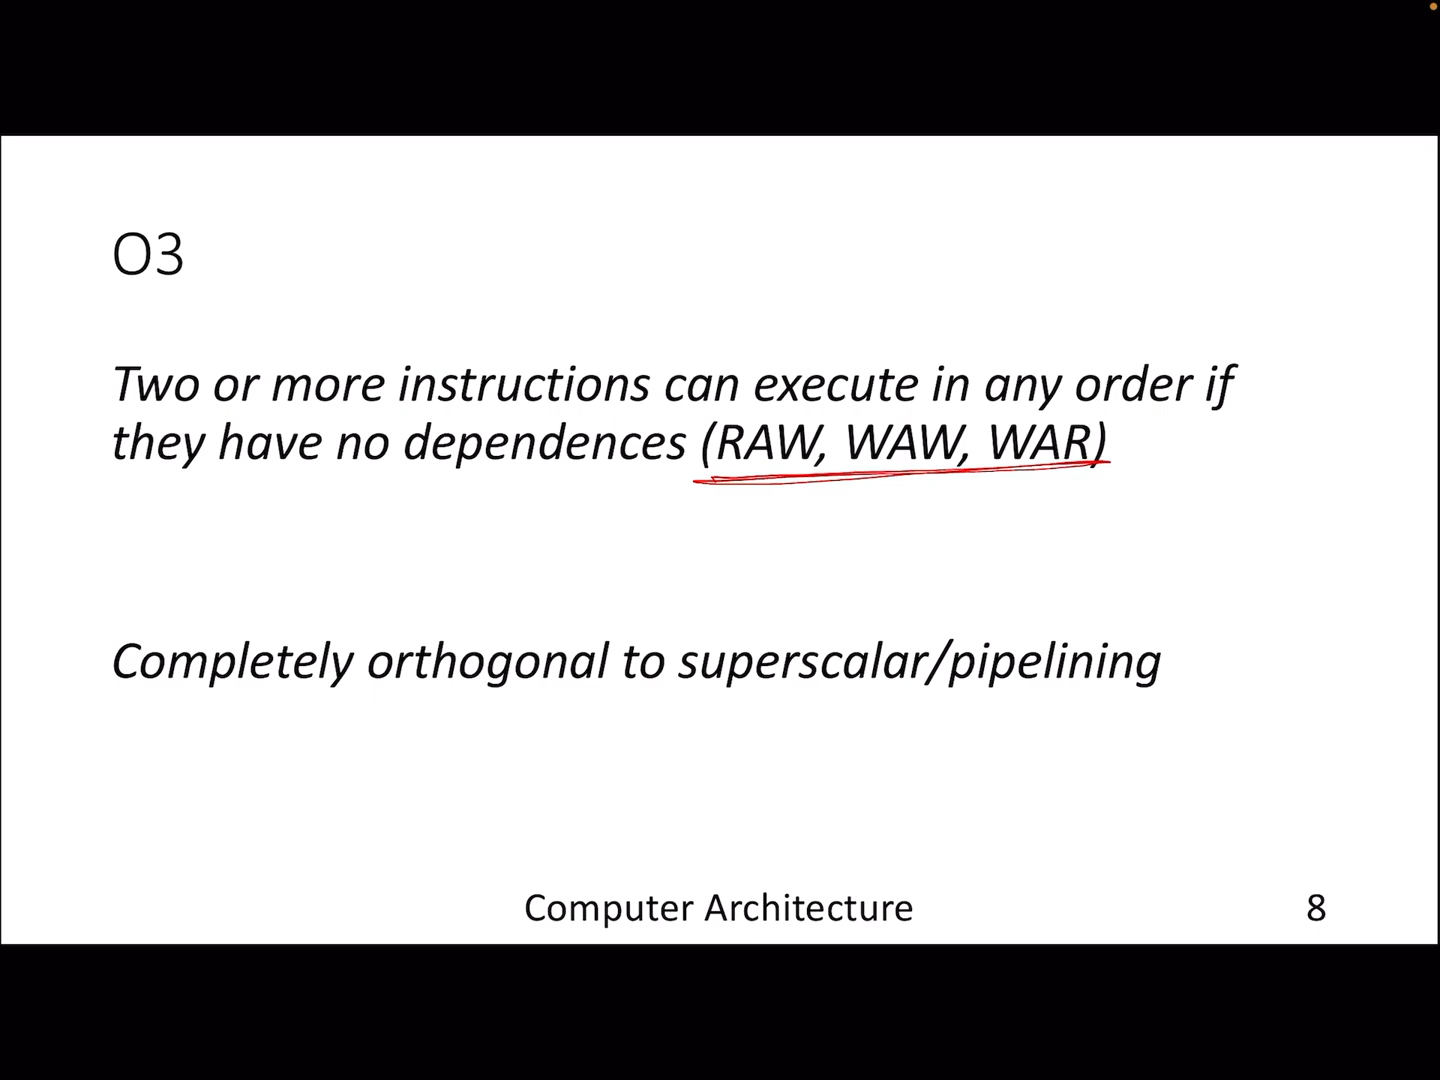 O3
Two or more instructions can execute in any order if
they have no dependences (RAW, WAW, WAR)
Completely orthogonal to superscalar/pipelining
Computer Architecture
8